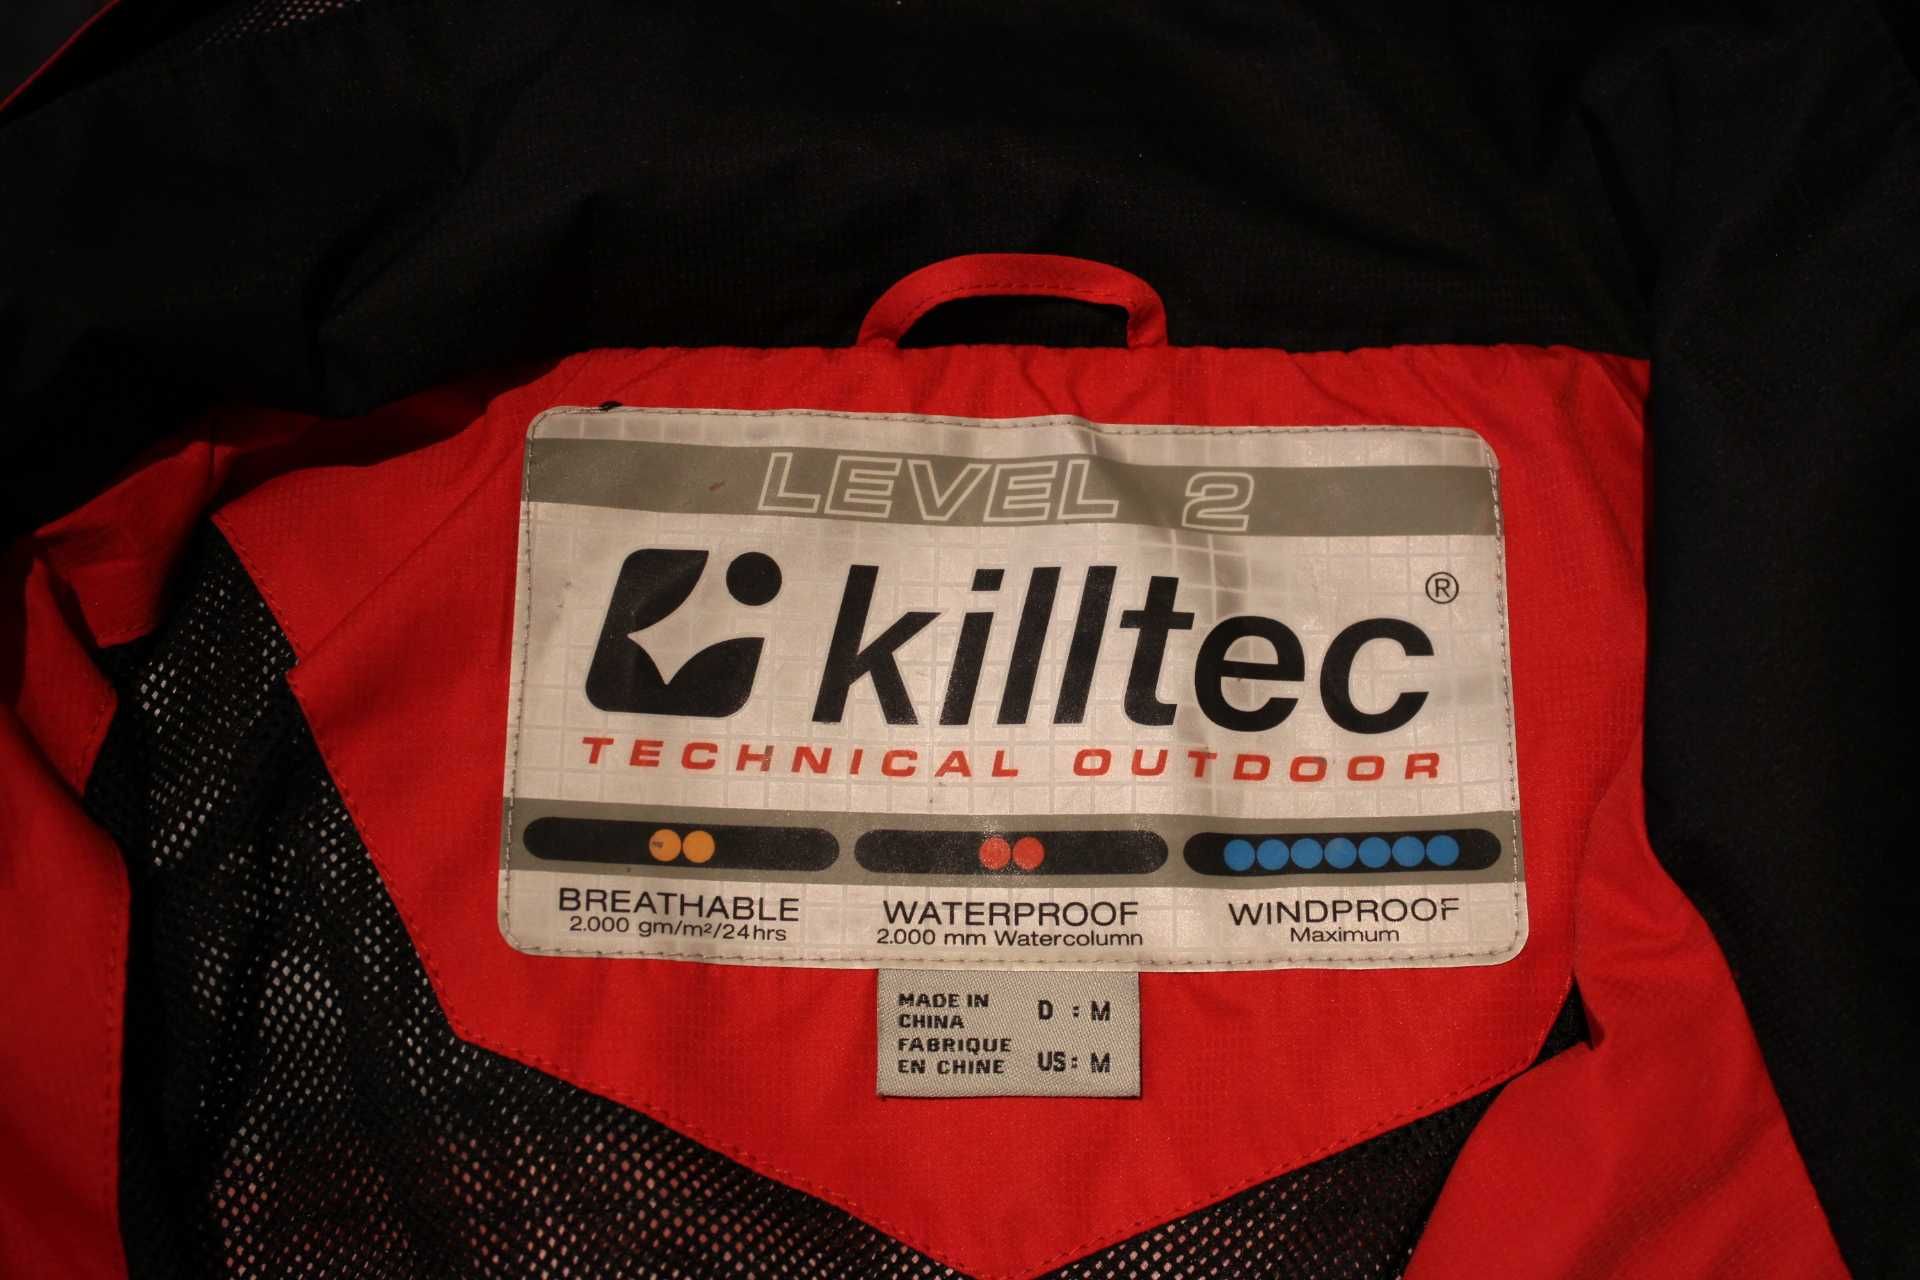 LEVEL 2
killtec ®
TECHNICAL OUTDOOR
BREATHABLE
2.000 gm/m²/24hrs
WATERPROOF
2.000 mm Watercolumn
WINDPROOF
Maximum
MADE IN
CHINA
FABRIQUE
EN CHINE
D : M
US: M